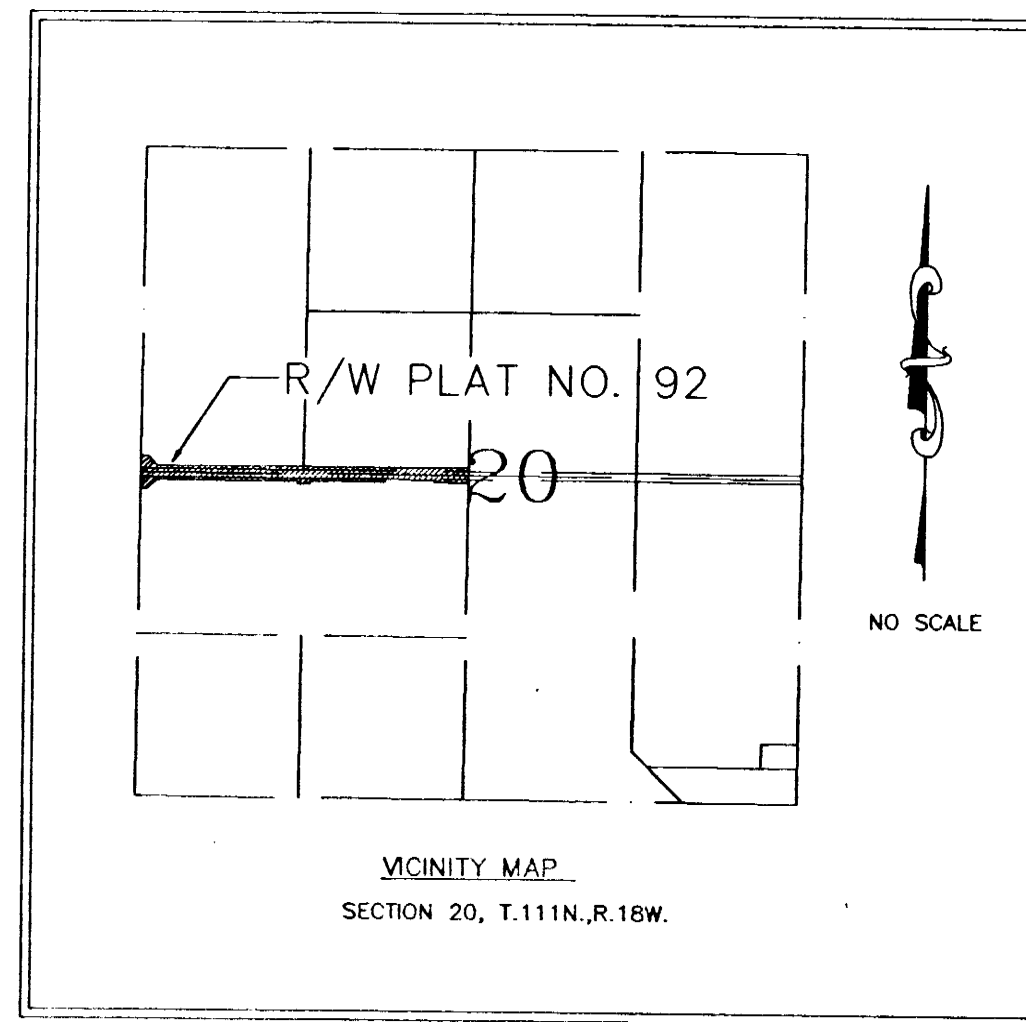 R/W PLAT NO. 92
20
NO SCALE
VICINITY MAP
SECTION 20, T.111N.,R.18W.